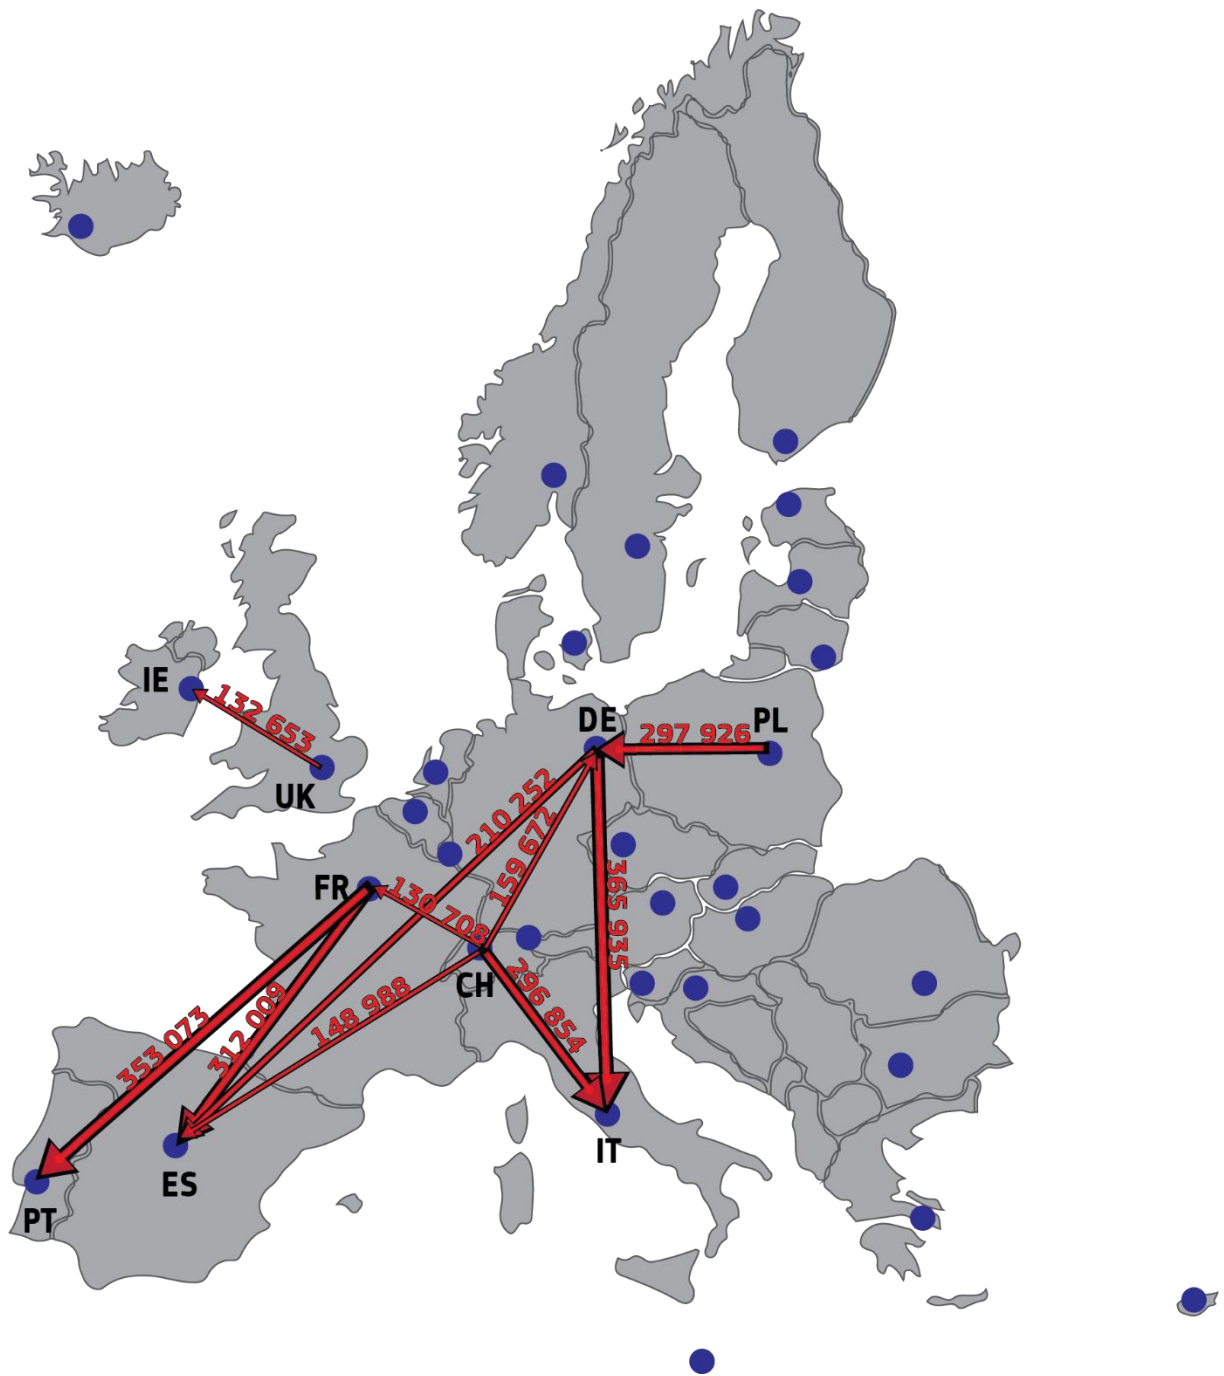 IE
132 653
UK
DE
PL
297 926
210 252
159 672
FR
130 708
365 935
CH
296 854
148 988
353 073
312 009
IT
ES
PT